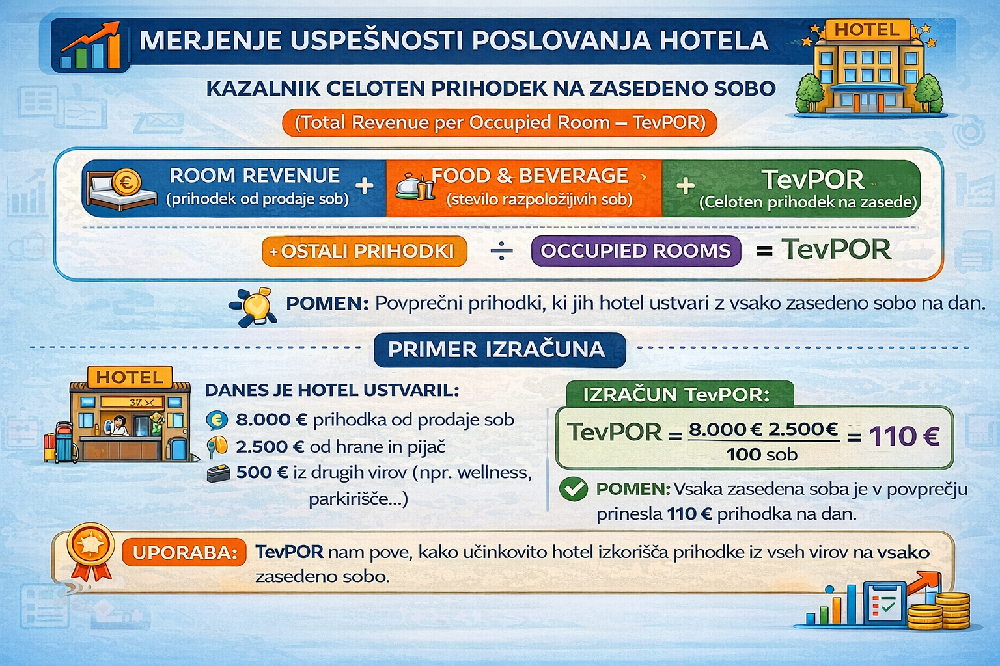 MERJENJE USPEŠNOSTI POSLOVANJA HOTELA
HOTEL
KAZALNIK CELOTEN PRIHODEK NA ZASEDENO SOBO
(Total Revenue per Occupied Room – TevPOR)
ROOM REVENUE + FOOD & BEVERAGE › + TevPOR
(prihodek od prodaje sob) (stevilo razpoložijivih sob) (Celoten prihodek na zasede)
+OSTALI PRIHODKI ÷ OCCUPIED ROOMS = TevPOR
POMEN: Povprečni prihodki, ki jih hotel ustvari z vsako zasedeno sobo na dan.
PRIMER IZRAČUNA
HOTEL
DANES JE HOTEL USTVARIL:
8.000 € prihodka od prodaje sob
2.500 € od hrane in pijač
500 € iz drugih virov (npr. wellness,
parkirišče...)
IZRAČUN TevPOR:
TevPOR = 8.000 € 2.500€ = 110 €
100 sob
POMEN: Vsaka zasedena soba je v povprečju
prinesla 110 € prihodka na dan.
UPORABA: TevPOR nam pove, kako učinkovito hotel izkorišča prihodke iz vseh virov na vsako
zasedeno sobo.